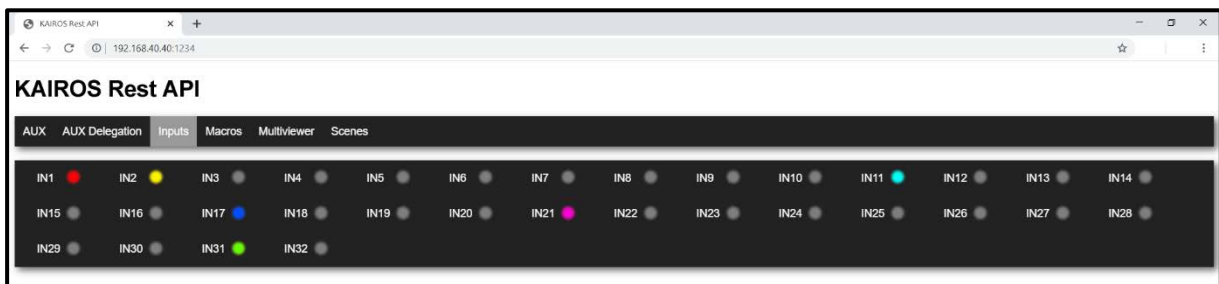 KAIROS Rest API
192.168.40.40:1234
KAIROS Rest API
AUX AUX Delegation Inputs Macros Multiviewer Scenes
IN1 IN2 IN3 IN4 IN5 IN6 IN7 IN8 IN9 IN10 IN11 IN12 IN13 IN14
IN15 IN16 IN17 IN18 IN19 IN20 IN21 IN22 IN23 IN24 IN25 IN26 IN27 IN28
IN29 IN30 IN31 IN32